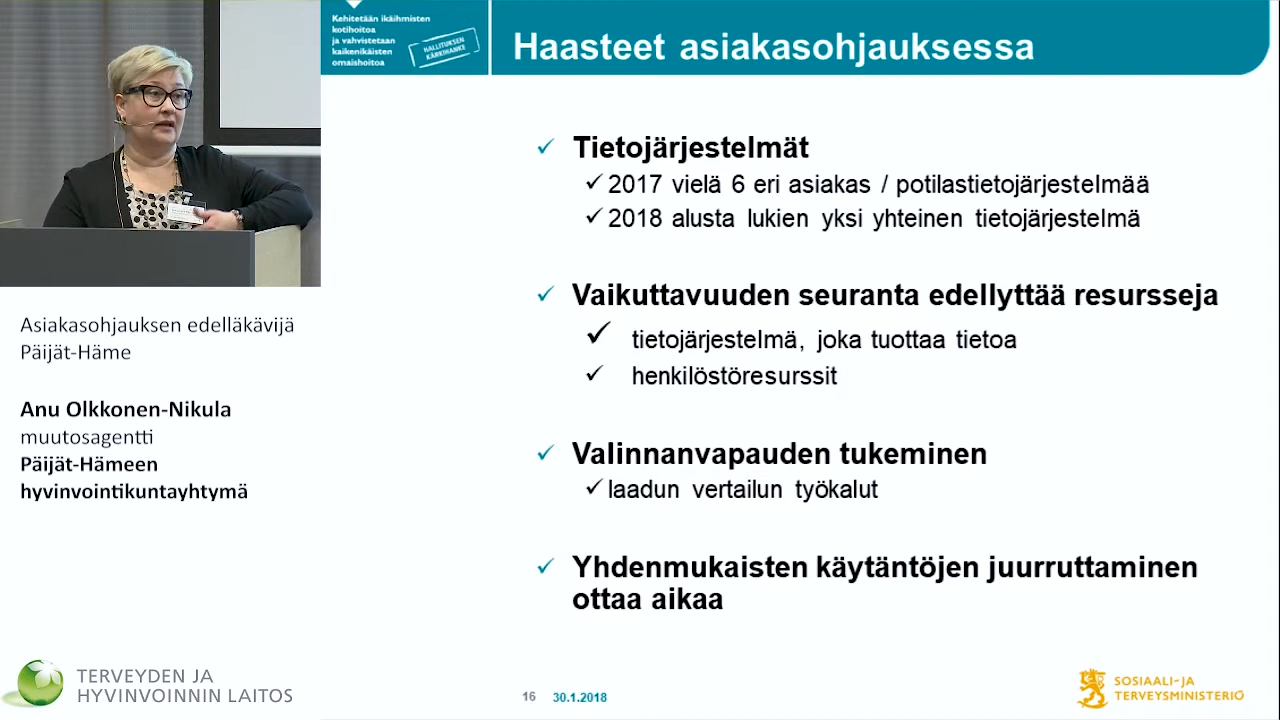 Kehitetään ikäihmisten
kotihoitoa
ja vahvistetaan
kaikenikäisten
omaishoitoa
HALLITUKSEN
KÄRKIHANKE
Haasteet asiakasohjauksessa
Tietojärjestelmät
2017 vielä 6 eri asiakas / potilastietojärjestelmää
2018 alusta lukien yksi yhteinen tietojärjestelmä
Vaikuttavuuden seuranta edellyttää resursseja
tietojärjestelmä, joka tuottaa tietoa
henkilöstöresurssit
Valinnanvapauden tukeminen
laadun vertailun työkalut
Yhdenmukaisten käytäntöjen juurruttaminen
ottaa aikaa
Asiakasohjauksen edelläkävijä
Päijät-Häme
Anu Olkkonen-Nikula
muutosagentti
Päijät-Hämeen
hyvinvointikuntayhtymä
TERVEYDEN JA
HYVINVOINNIN LAITOS
16 30.1.2018
SOSIAALI- JA
TERVEYSMINISTERIÖ